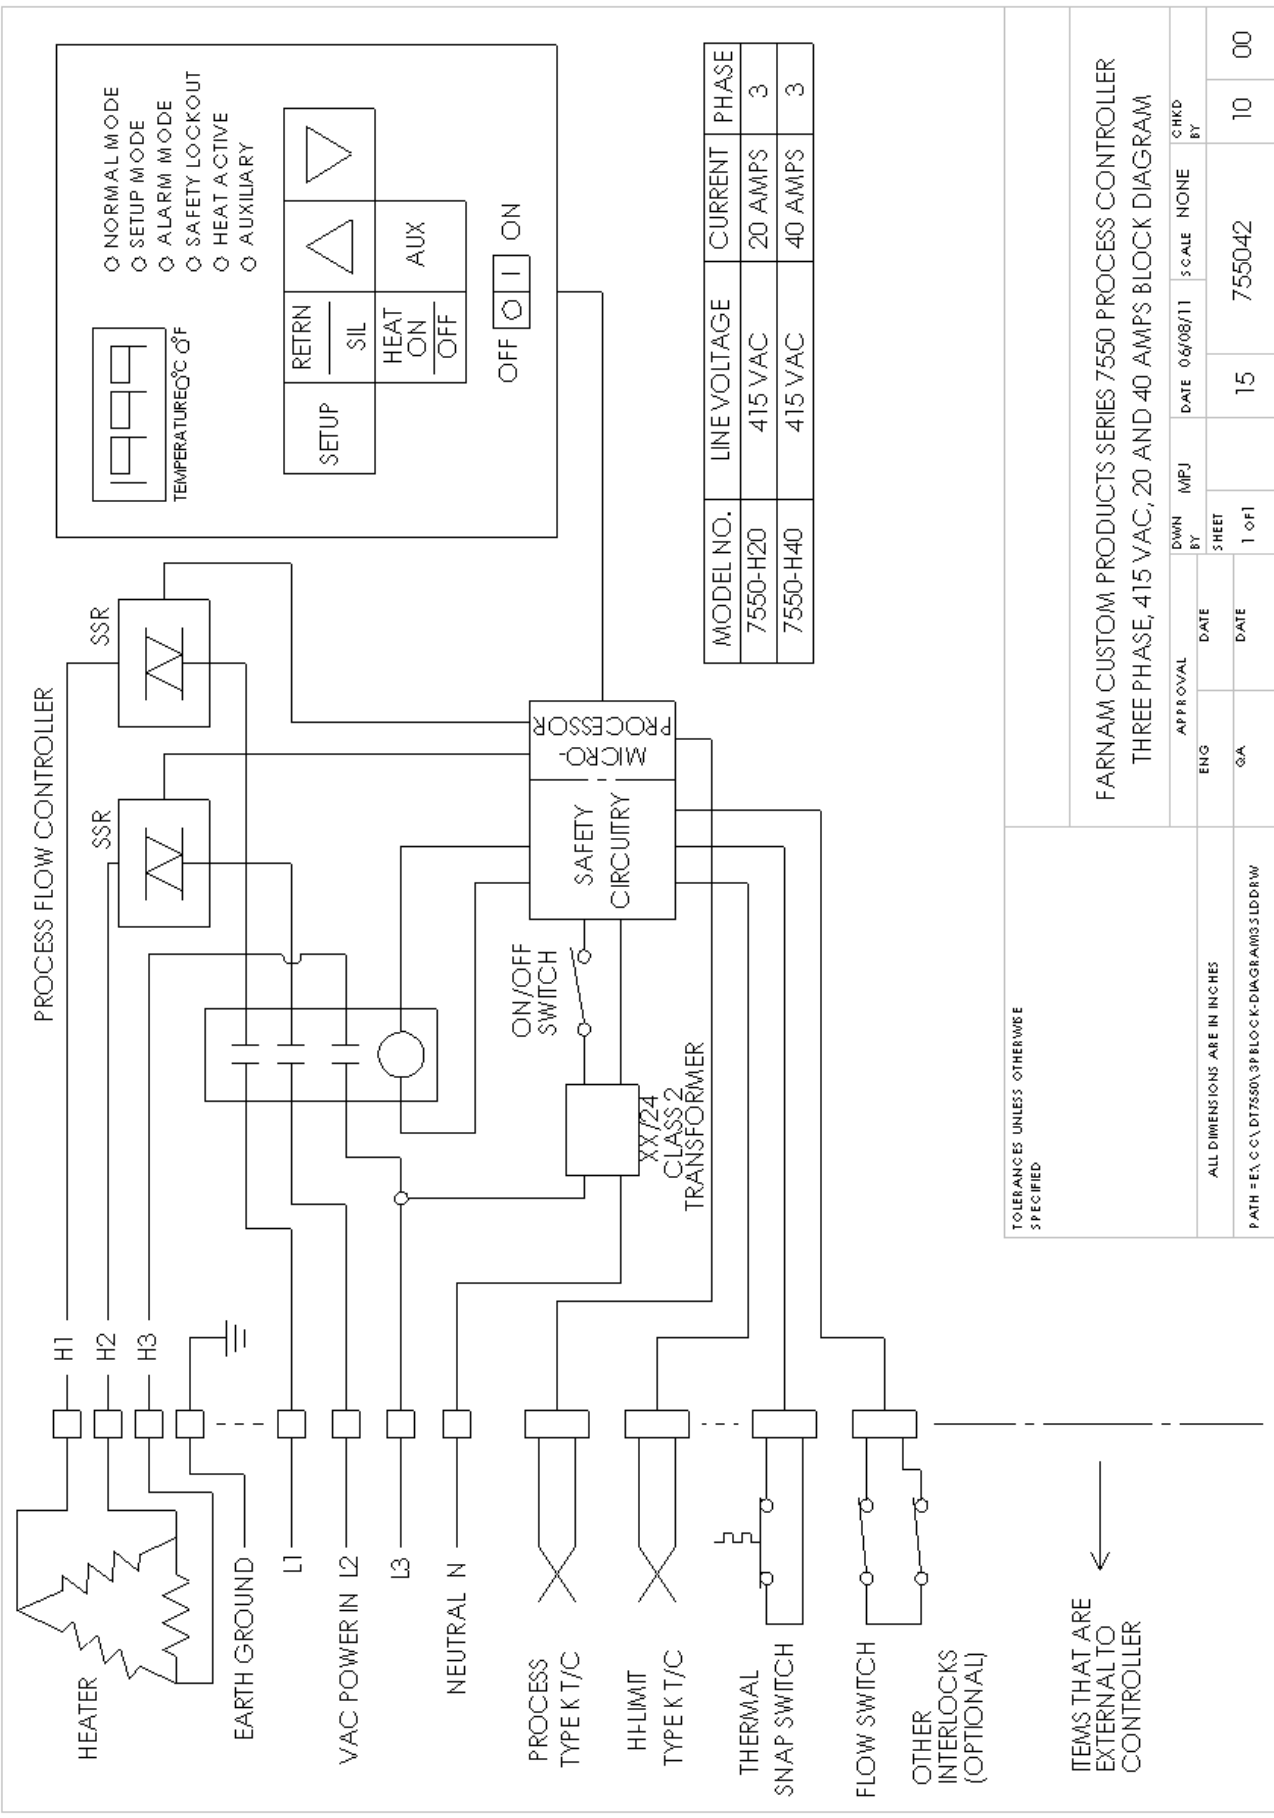 PROCESS FLOW CONTROLLER
HEATER
H1
H2
H3
EARTH GROUND
L1
VAC POWER IN L2
L3
NEUTRAL N
PROCESS
TYPE K T/C
HI-LIMIT
TYPE K T/C
THERMAL
SNAP SWITCH
FLOW SWITCH
OTHER
INTERLOCKS
(OPTIONAL)
ITEMS THAT ARE
EXTERNAL TO
CONTROLLER
SSR
SSR
ON/OFF
SWITCH
XX/24
CLASS 2
TRANSFORMER
SAFETY
CIRCUITRY
MICRO-
PROCESSOR
TEMPERATURE °C °F
NORMAL MODE
SETUP MODE
ALARM MODE
SAFETY LOCKOUT
HEAT ACTIVE
AUXILIARY
SETUP
RETRN
SIL
HEAT
ON
OFF
AUX
OFF O I ON
MODEL NO. LINE VOLTAGE CURRENT PHASE
7550-H20 415 VAC 20 AMPS 3
7550-H40 415 VAC 40 AMPS 3
TOLERANCES UNLESS OTHERWISE
SPECIFIED
ALL DIMENSIONS ARE IN INCHES
PATH = E:\CC\DT7550\3PBLOCK-DIAGRAM3SLDDRW
FARNAM CUSTOM PRODUCTS SERIES 7550 PROCESS CONTROLLER
THREE PHASE, 415 VAC, 20 AND 40 AMPS BLOCK DIAGRAM
APPROVAL
ENG DATE
QA DATE
DWN BY MPJ
DATE 06/08/11
SCALE NONE
CHKD BY
SHEET
1 OF 1
15 755042 10 00